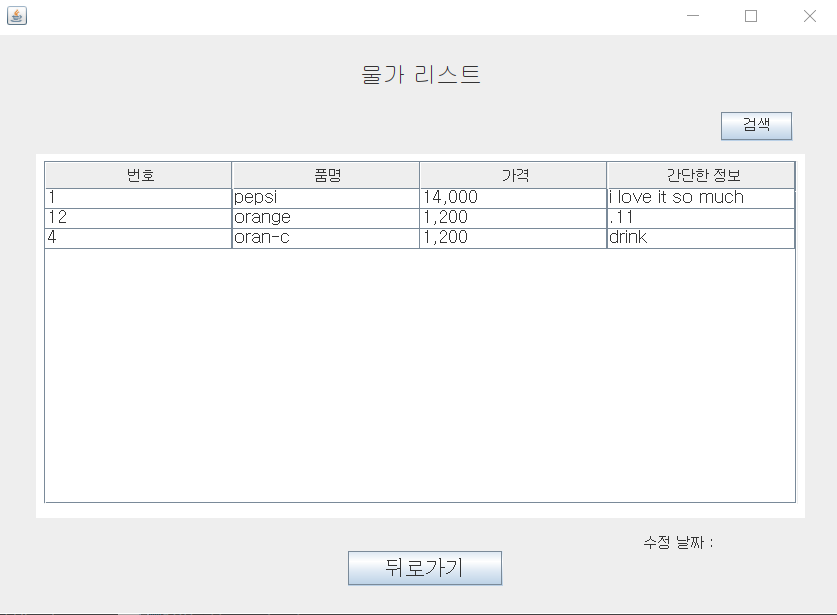 물가 리스트
검색
번호 품명 가격 간단한 정보
1 pepsi 14,000 i love it so much
12 orange 1,200 .11
4 oran-c 1,200 drink
수정 날짜 :
뒤로가기